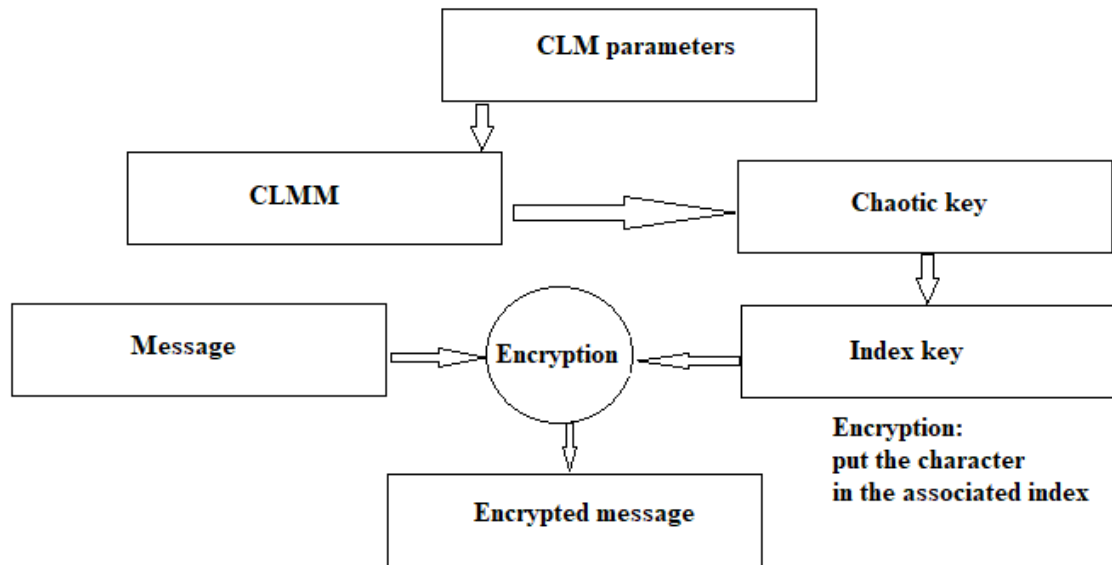 CLM parameters
CLMM
Chaotic key
Message
Encryption
Index key
Encryption:
put the character
in the associated index
Encrypted message